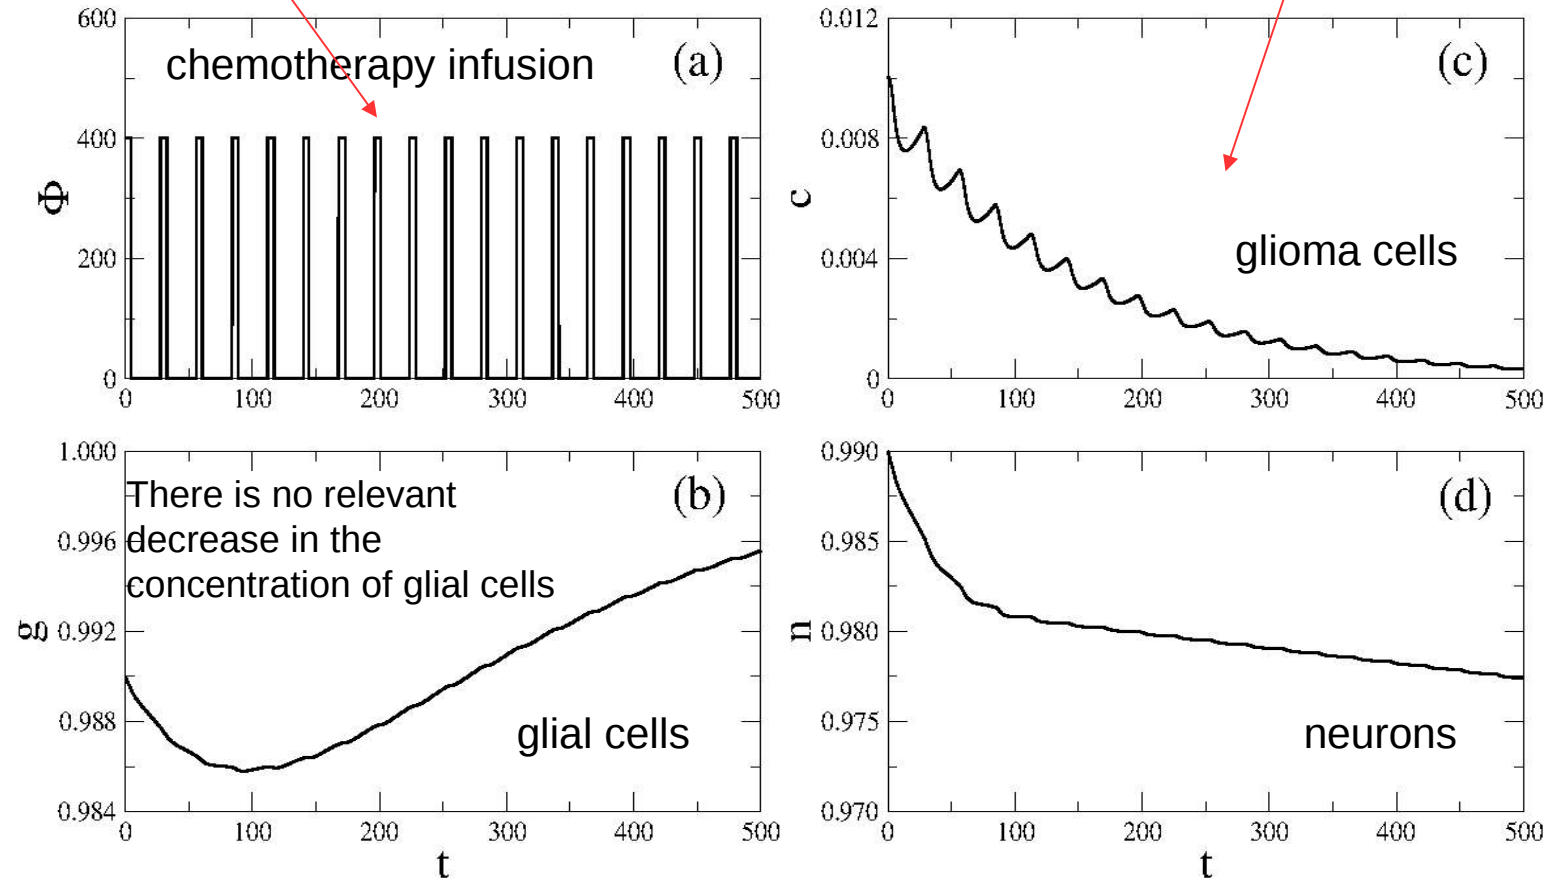 600
chemotherapy infusion
(a)
400
Φ
200
0
0 100 200 300 400 500
0.012
(c)
0.008
c
0.004
glioma cells
0
0 100 200 300 400 500
1.000
There is no relevant
(b)
decrease in the
0.996
concentration of glial cells
g
0.992
0.988
glial cells
0.984
0 100 200 300 400 500
t
0.990
(d)
0.985
n
0.980
0.975
neurons
0.970
0 100 200 300 400 500
t